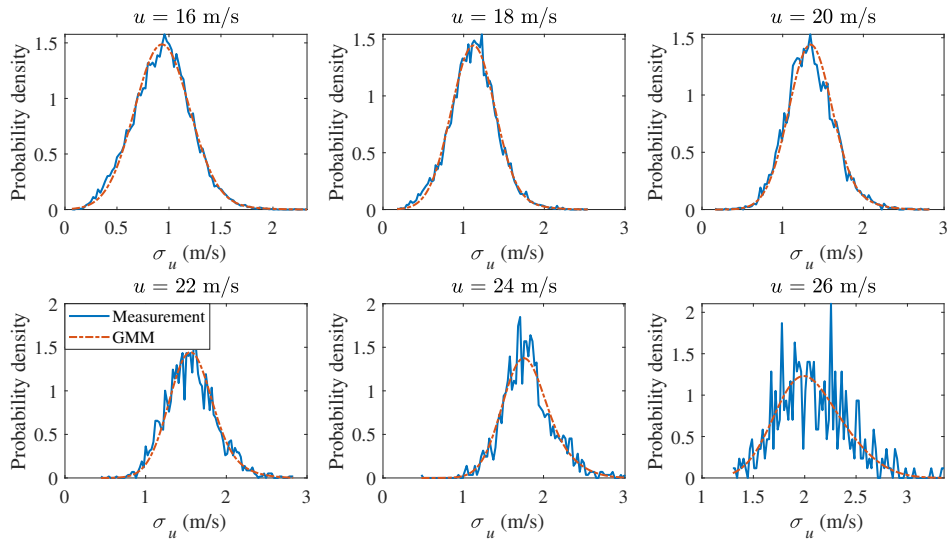 u = 16 m/s
u = 18 m/s
u = 20 m/s
Probability density
1.5
1
0.5
0
0
0.5
1
1.5
2
σu (m/s)
Probability density
1.5
1
0.5
0
0
1
2
3
σu (m/s)
Probability density
1.5
1
0.5
0
0
1
2
3
σu (m/s)
u = 22 m/s
u = 24 m/s
u = 26 m/s
Probability density
2
1.5
1
0.5
0
Measurement
GMM
0
1
2
3
σu (m/s)
Probability density
2
1.5
1
0.5
0
0
1
2
3
σu (m/s)
Probability density
2
1.5
1
0.5
0
1
1.5
2
2.5
3
σu (m/s)